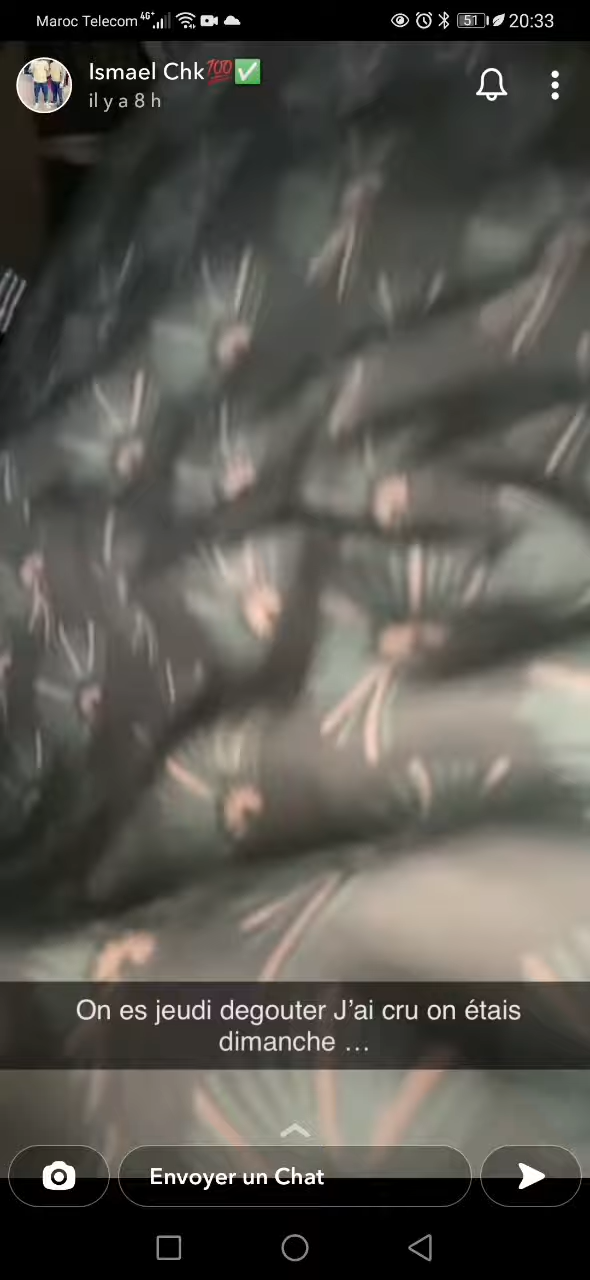 Maroc Telecom 4G+ 51 20:33
Ismael Chk💯✅
il y a 8 h
On es jeudi degouter J'ai cru on étais
dimanche ...
Envoyer un Chat